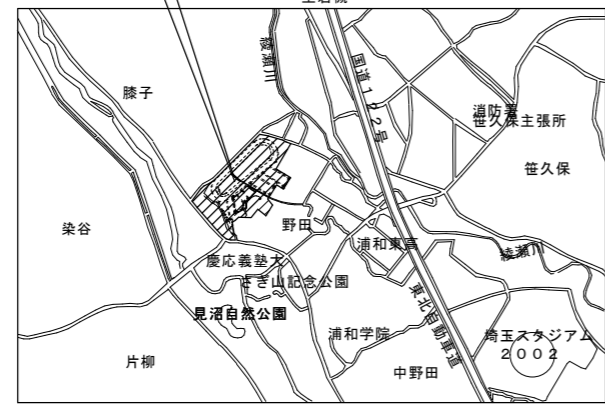 綾瀬川
国道122号
膝子
消防署
笹久保主張所
笹久保
染谷
野田
浦和東高
綾瀬川
慶応義塾大
さぎ山記念公園
東北自動車道
見沼自然公園
浦和学院
埼玉スタジアム
2002
片柳
中野田